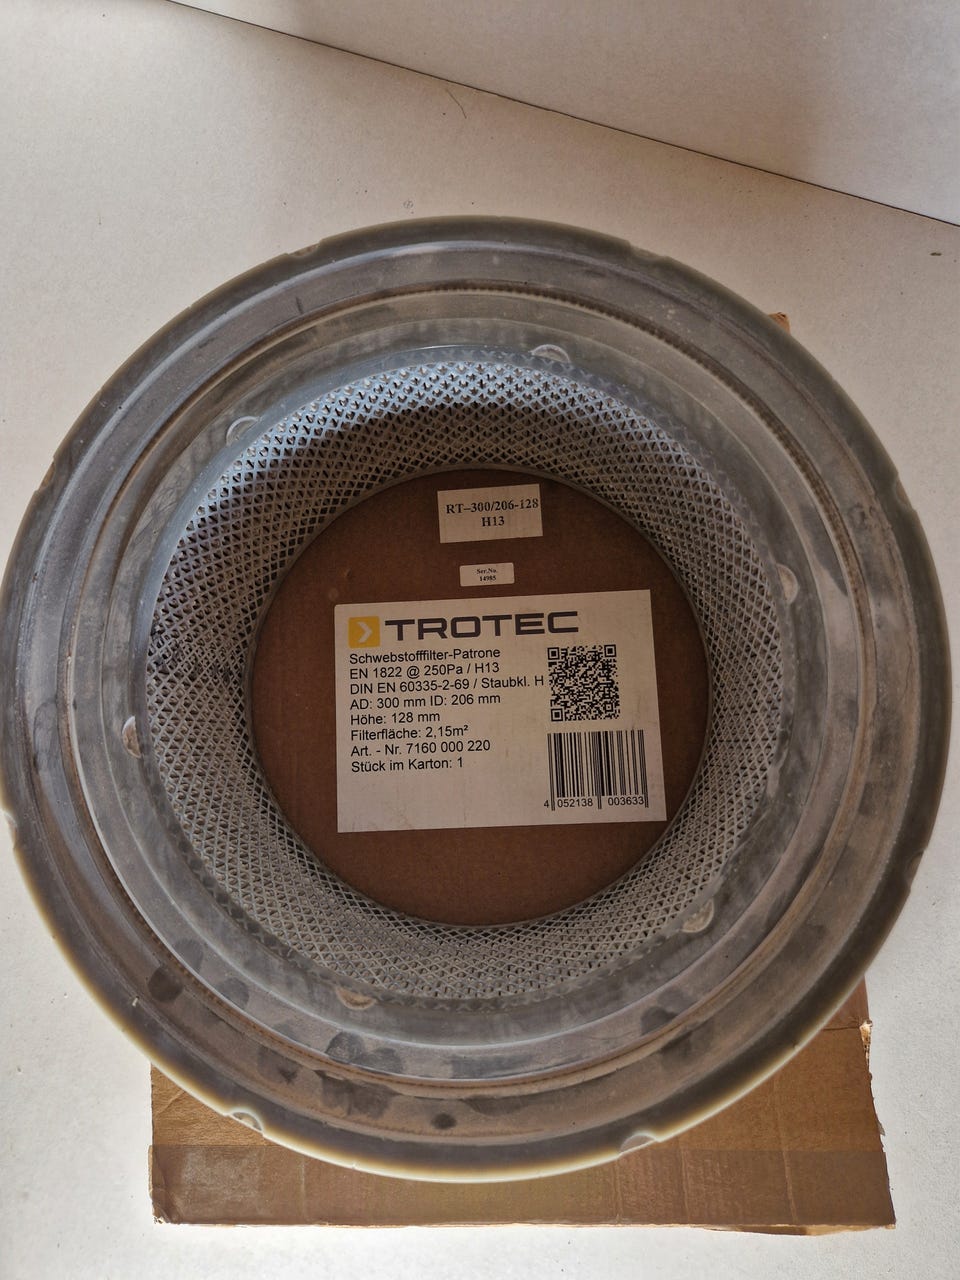 RT–300/206-128
H13
Ser.No.
14985
TROTEC
Schwebstofffilter-Patrone
EN 1822 @ 250Pa / H13
DIN EN 60335-2-69 / Staubkl. H
AD: 300 mm ID: 206 mm
Höhe: 128 mm
Filterfläche: 2,15m²
Art. - Nr. 7160 000 220
Stück im Karton: 1
4 052138 003633